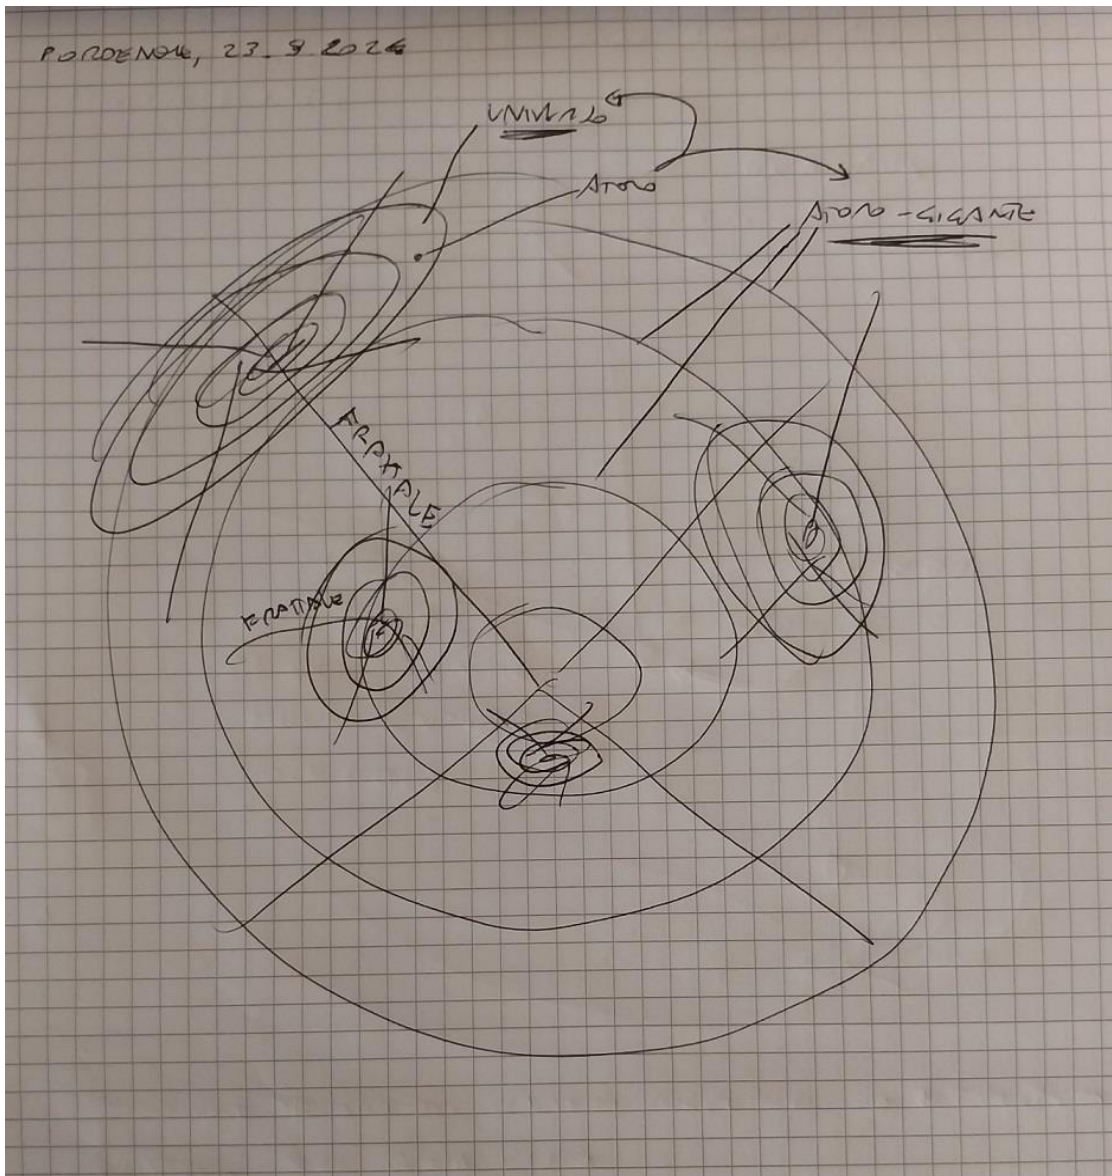 PORDENONE, 23.9.2024
UNIVERSO
ATOMO
ATOMO-GIGANTE
FRATTALE
FRATTALE